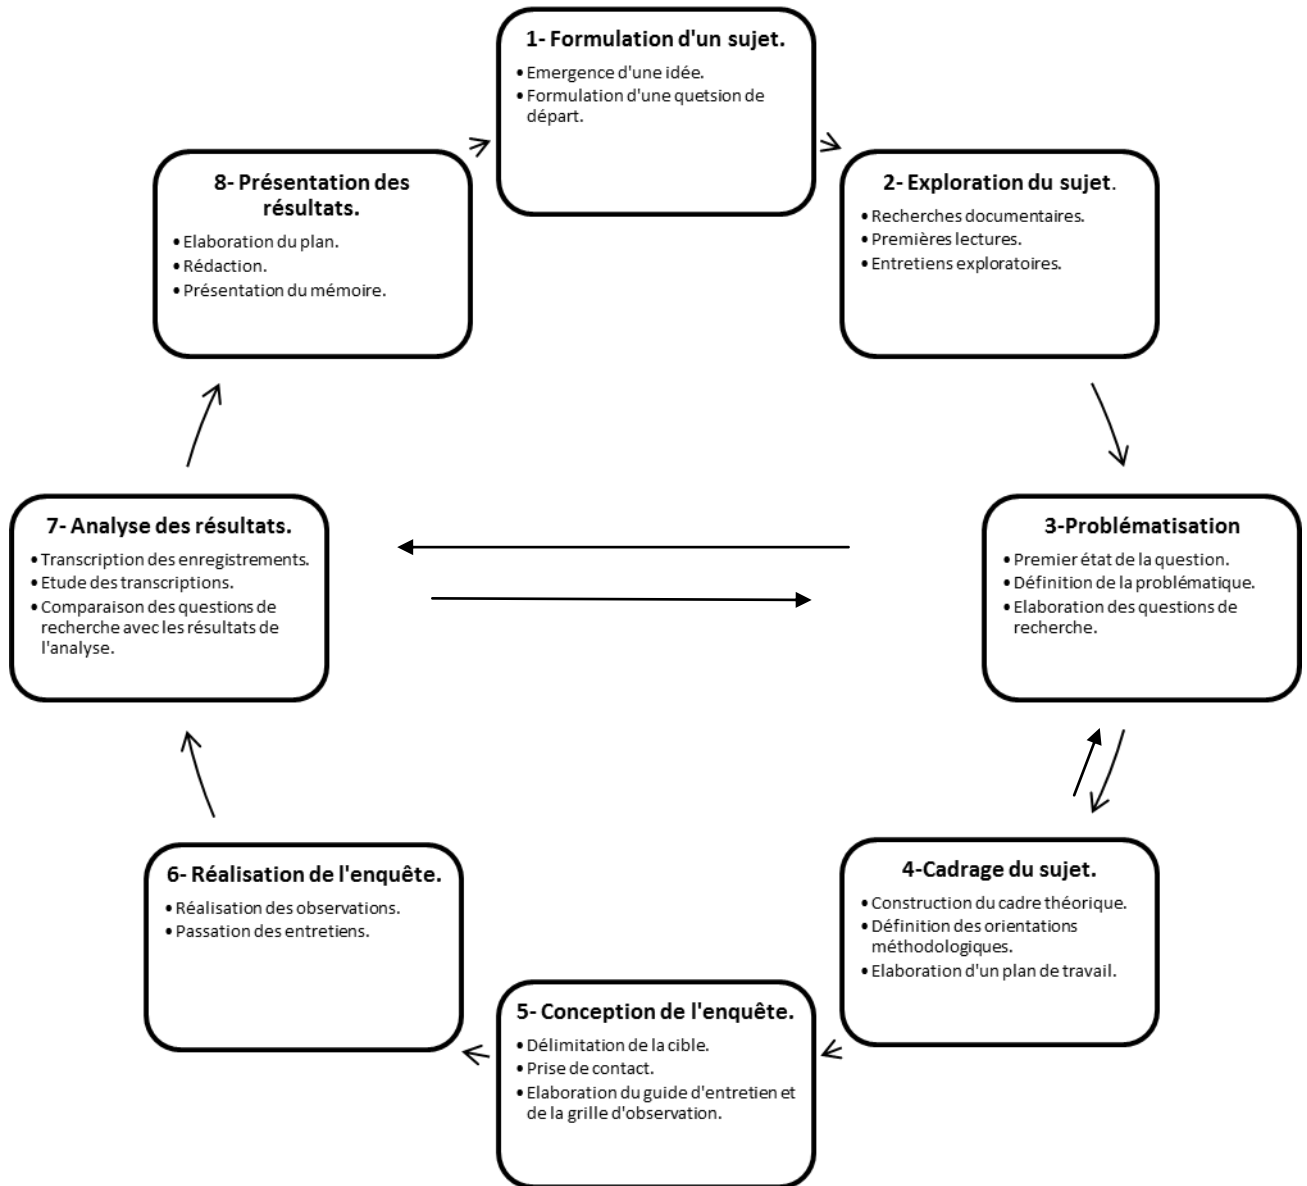 1- Formulation d'un sujet.
• Emergence d'une idée.
• Formulation d'une quetsion de
départ.
2- Exploration du sujet.
• Recherches documentaires.
• Premières lectures.
• Entretiens exploratoires.
3-Problématisation
• Premier état de la question.
• Définition de la problématique.
• Elaboration des questions de
recherche.
4-Cadrage du sujet.
• Construction du cadre théorique.
• Définition des orientations
méthodologiques.
• Elaboration d'un plan de travail.
5- Conception de l'enquête.
• Délimitation de la cible.
• Prise de contact.
• Elaboration du guide d'entretien et
de la grille d'observation.
6- Réalisation de l'enquête.
• Réalisation des observations.
• Passation des entretiens.
7- Analyse des résultats.
• Transcription des enregistrements.
• Etude des transcriptions.
• Comparaison des questions de
recherche avec les résultats de
l'analyse.
8- Présentation des
résultats.
• Elaboration du plan.
• Rédaction.
• Présentation du mémoire.